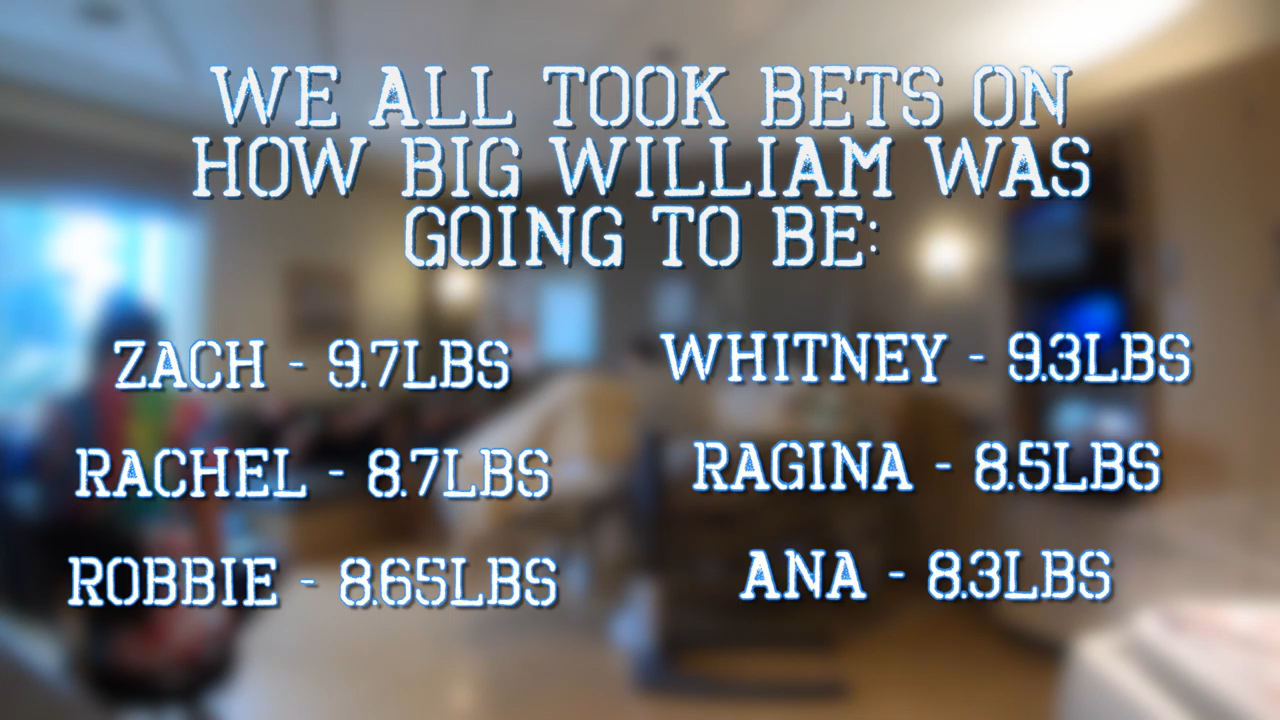 WE ALL TOOK BETS ON
HOW BIG WILLIAM WAS
GOING TO BE:
ZACH - 9.7LBS
WHITNEY - 9.3LBS
RACHEL - 8.7LBS
RAGINA - 8.5LBS
ROBBIE - 8.65LBS
ANA - 8.3LBS